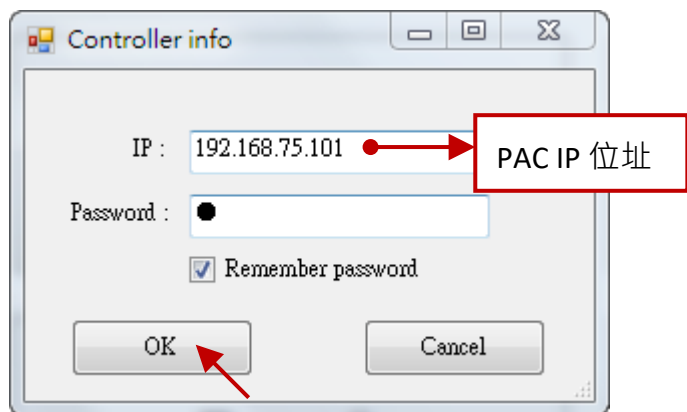 Controller info
IP : 192.168.75.101
PAC IP 位址
Password : ●
Remember password
OK Cancel